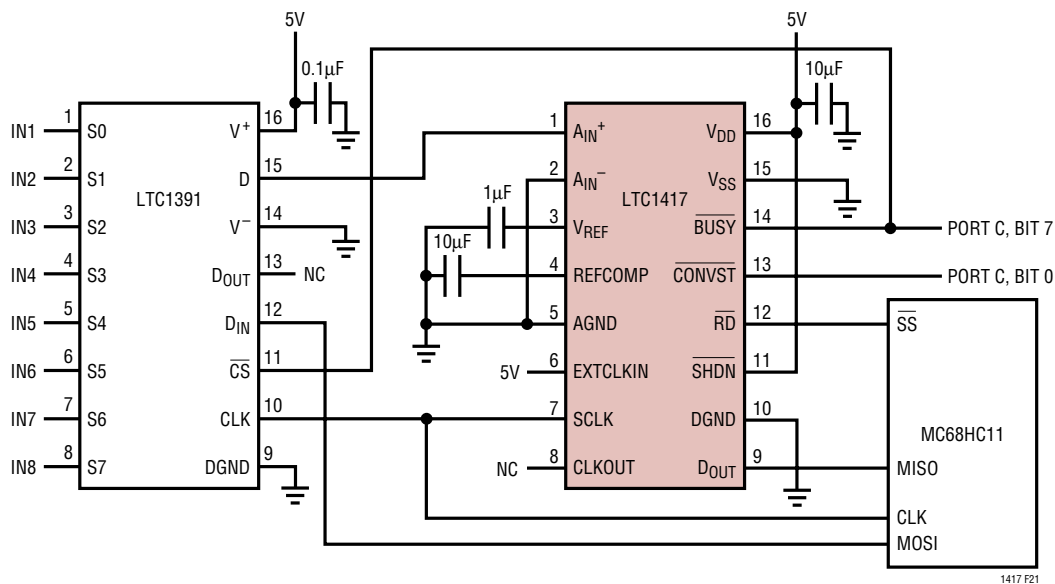 5V
0.1µF
IN1 1 S0
IN2 2 S1
IN3 3 S2
IN4 4 S3
IN5 5 S4
IN6 6 S5
IN7 7 S6
IN8 8 S7
LTC1391
V+ 16
D 15
V− 14
DOUT 13 NC
DIN 12
CS 11
CLK 10
DGND 9
1µF
10µF
5V
10µF
1 AIN+
2 AIN−
3 VREF
4 REFCOMP
5 AGND
5V 6 EXTCLKIN
7 SCLK
NC 8 CLKOUT
LTC1417
VDD 16
VSS 15
BUSY 14 PORT C, BIT 7
CONVST 13 PORT C, BIT 0
RD 12
SHDN 11
DGND 10
DOUT 9
SS
MC68HC11
MISO
CLK
MOSI
1417 F21